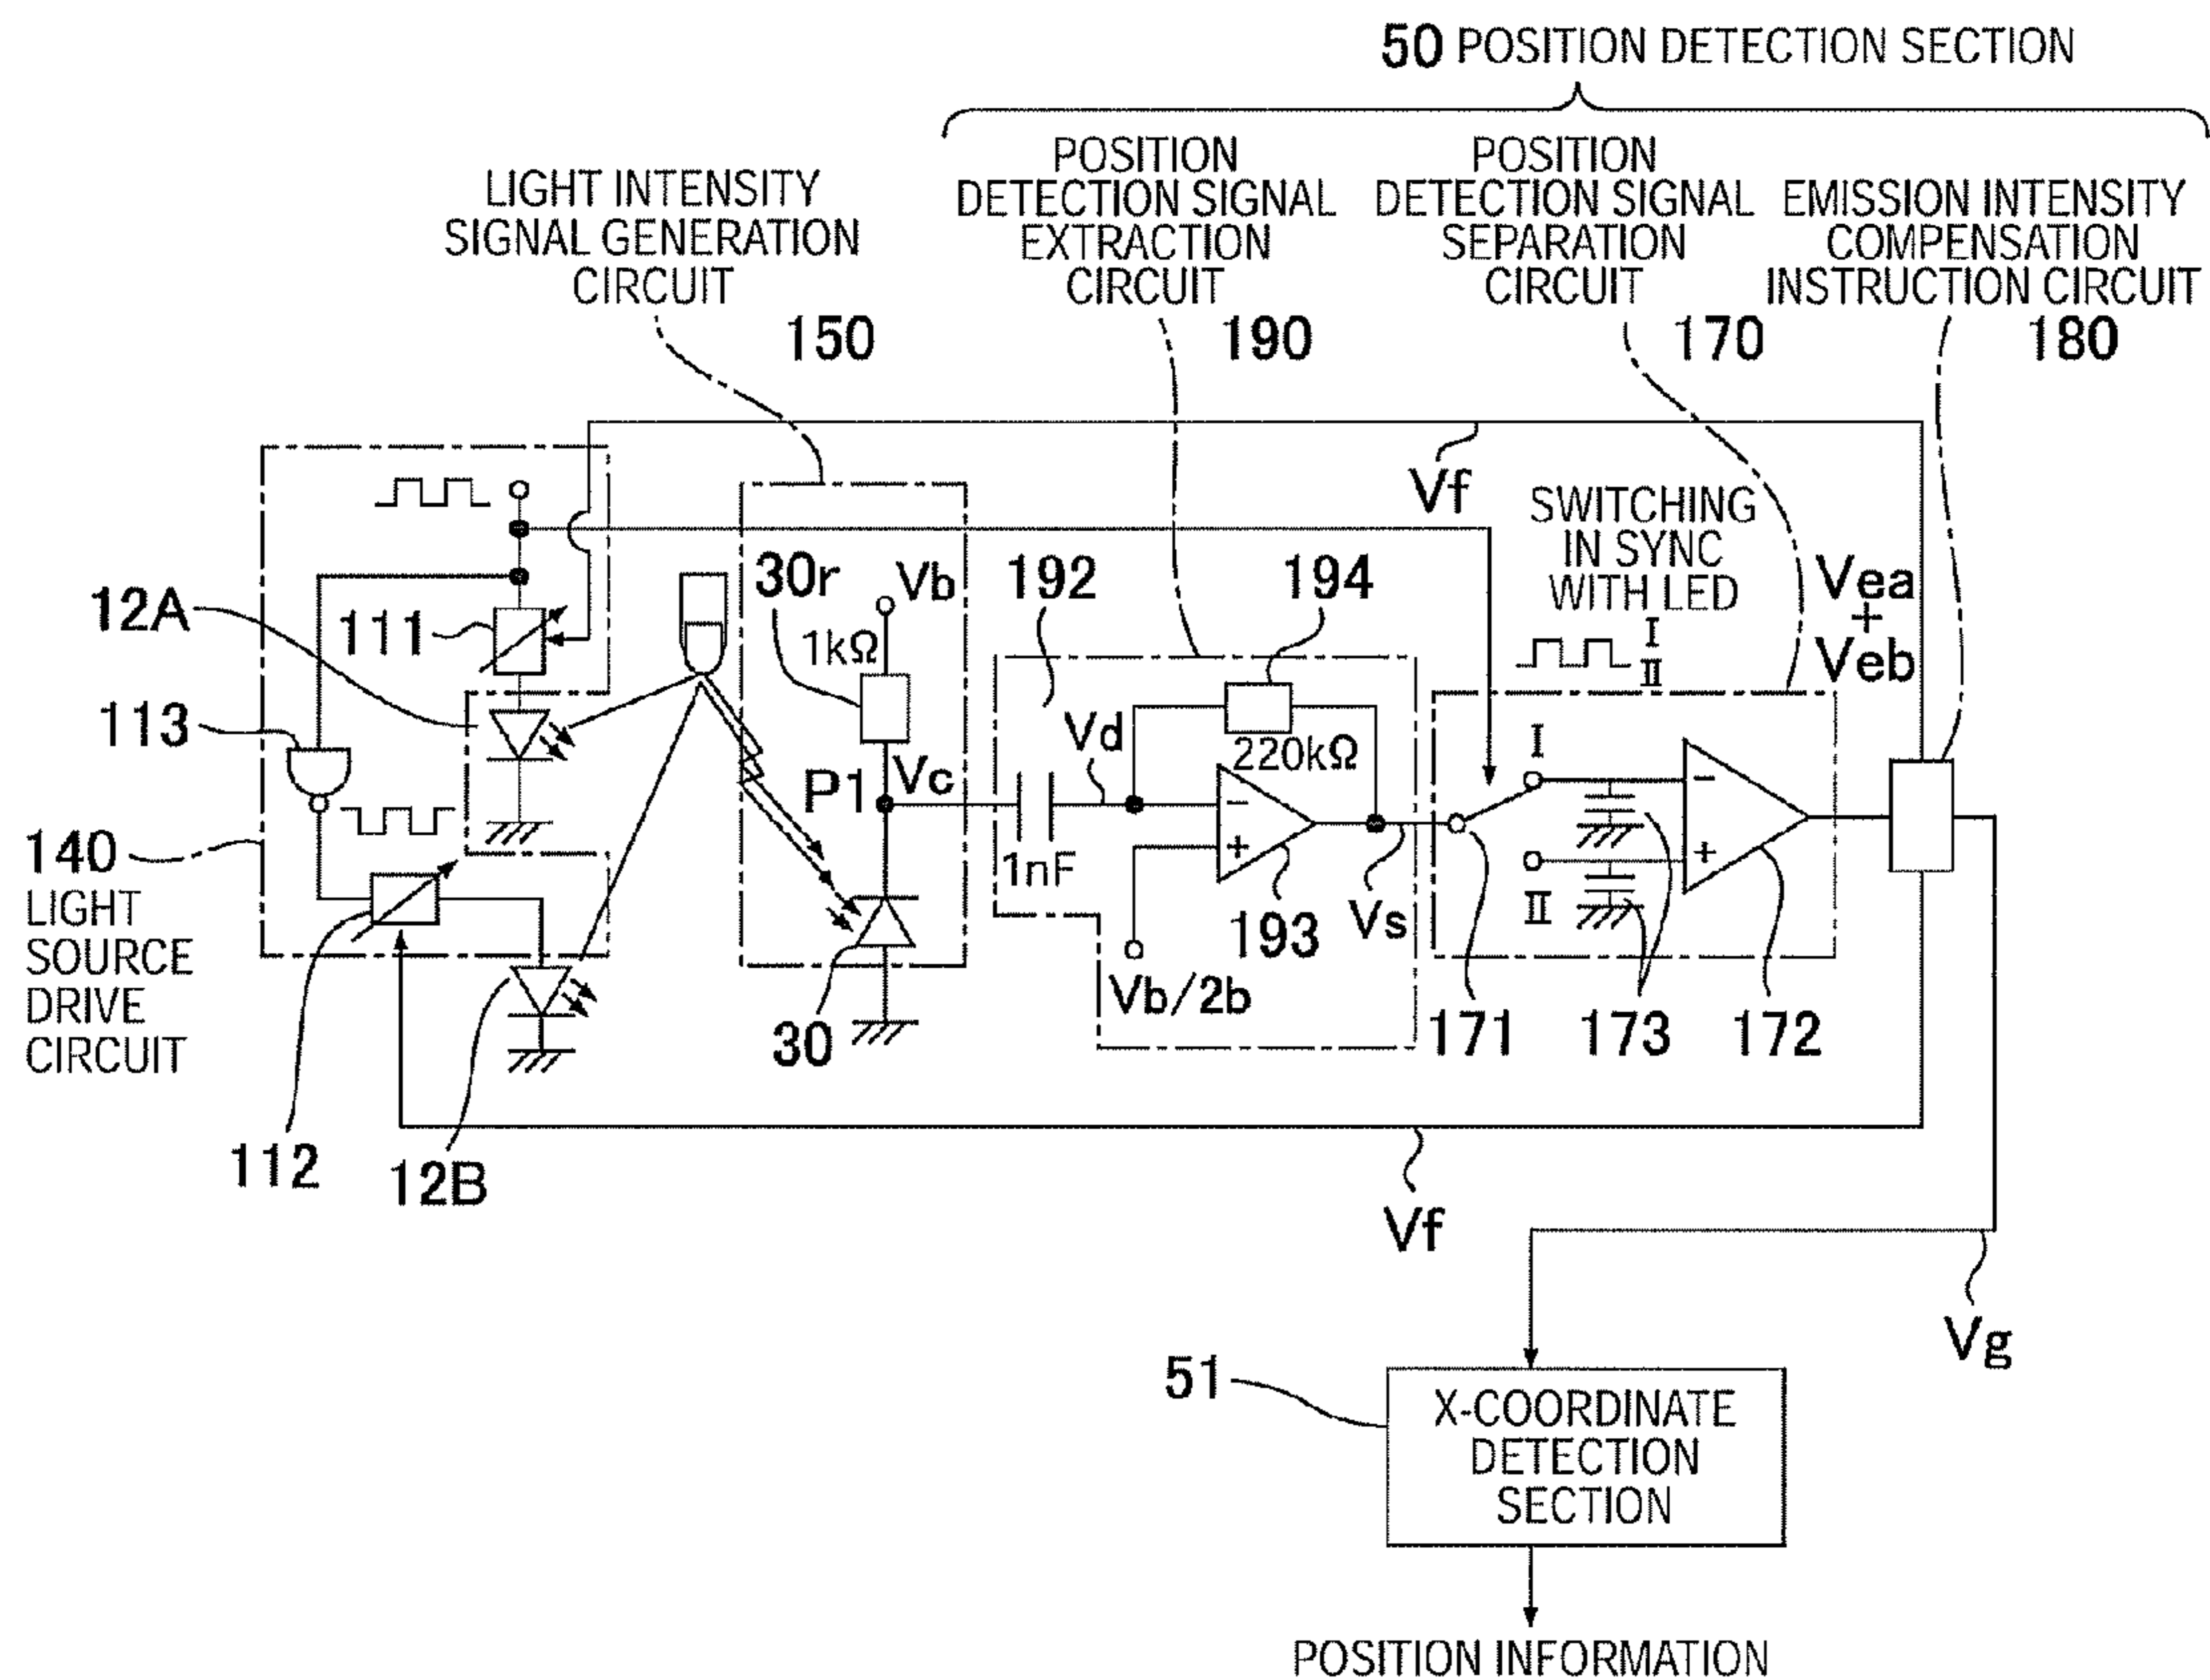 50 POSITION DETECTION SECTION
LIGHT INTENSITY
SIGNAL GENERATION
CIRCUIT
150
POSITION
DETECTION SIGNAL
EXTRACTION
CIRCUIT
190
POSITION
DETECTION SIGNAL
SEPARATION
CIRCUIT
170
EMISSION INTENSITY
COMPENSATION
INSTRUCTION CIRCUIT
180
Vf
SWITCHING
IN SYNC
WITH LED
I
II
Vea
+
Veb
12A
111
113
140
LIGHT
SOURCE
DRIVE
CIRCUIT
112
12B
30r
Vb
1kΩ
P1
Vc
30
192
194
Vd
220kΩ
1nF
-
+
193
Vb/2b
Vs
I
II
-
+
171
173
172
Vf
Vg
51
X-COORDINATE
DETECTION
SECTION
POSITION INFORMATION